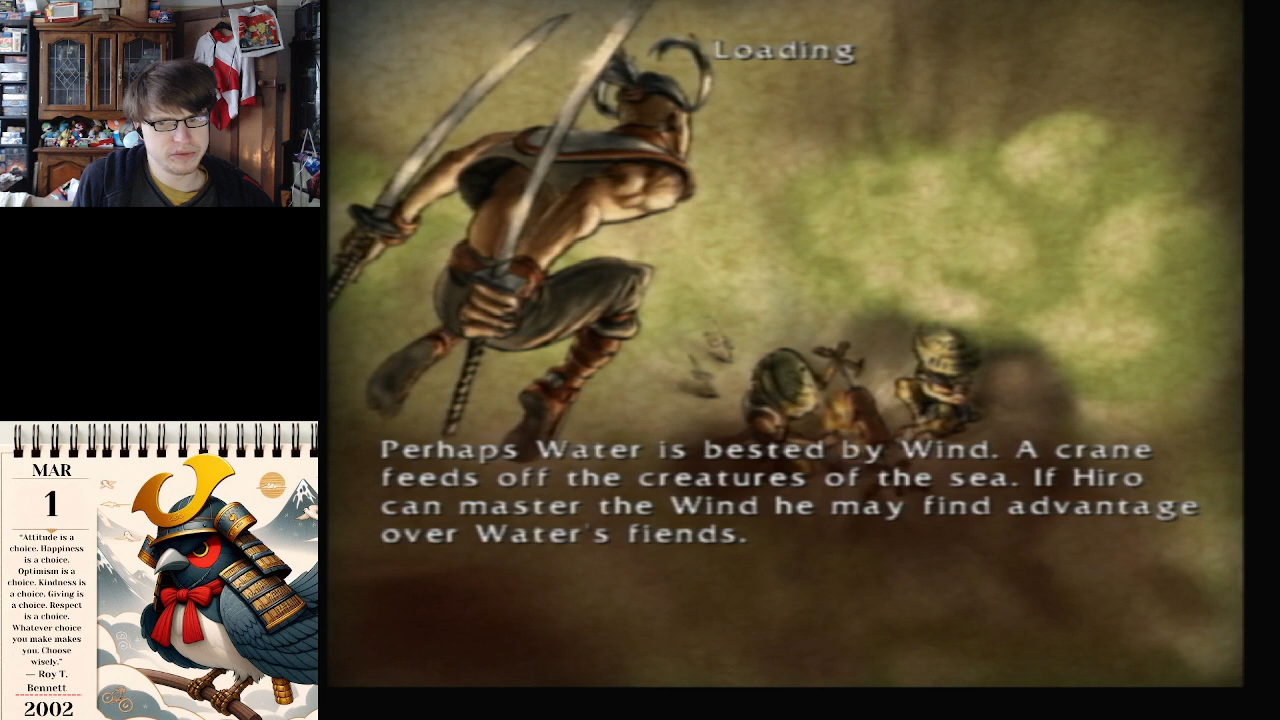 Loading
Perhaps Water is bested by Wind. A crane
feeds off the creatures of the sea. If Hiro
can master the Wind he may find advantage
over Water's fiends.
MAR
1
"Attitude is a
choice. Happiness
is a choice.
Optimism is a
choice. Kindness is
a choice. Giving is
a choice. Respect
is a choice.
Whatever choice
you make makes
you. Choose
wisely."
— Roy T.
Bennett
2002